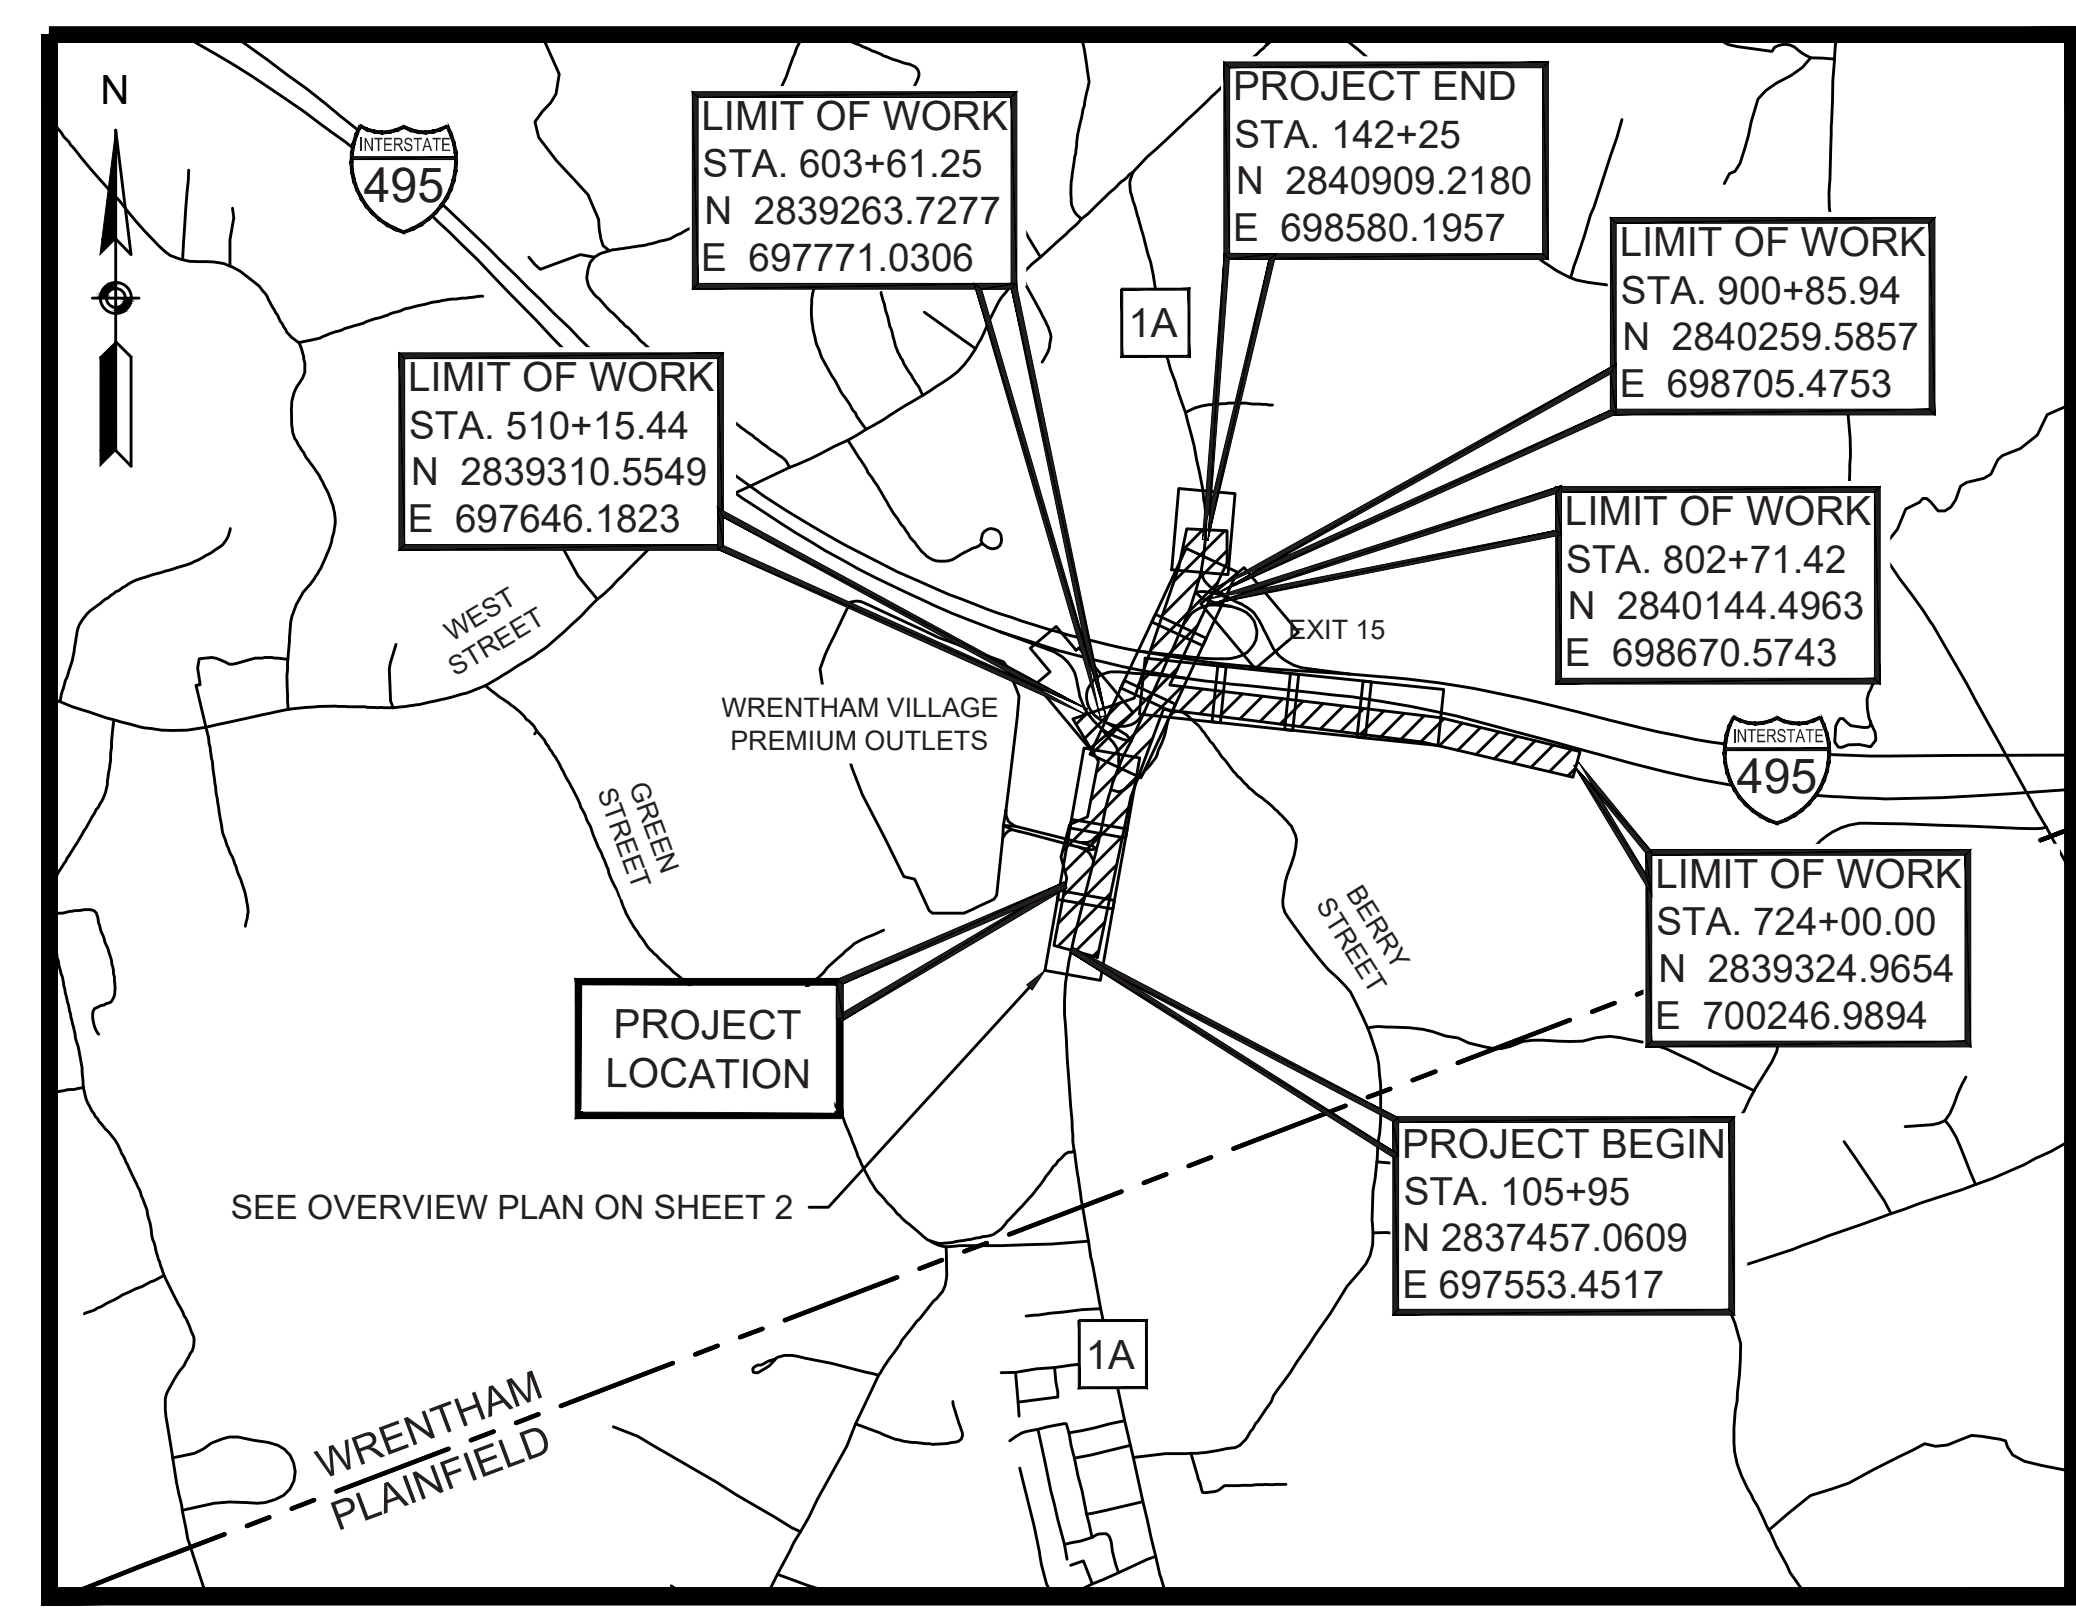 N
INTERSTATE
495
LIMIT OF WORK
STA. 603+61.25
N 2839263.7277
E 697771.0306
PROJECT END
STA. 142+25
N 2840909.2180
E 698580.1957
LIMIT OF WORK
STA. 900+85.94
N 2840259.5857
E 698705.4753
1A
LIMIT OF WORK
STA. 510+15.44
N 2839310.5549
E 697646.1823
LIMIT OF WORK
STA. 802+71.42
N 2840144.4963
E 698670.5743
WEST
STREET
EXIT 15
WRENTHAM VILLAGE
PREMIUM OUTLETS
INTERSTATE
495
GREEN
STREET
BERRY
STREET
LIMIT OF WORK
STA. 724+00.00
N 2839324.9654
E 700246.9894
PROJECT
LOCATION
PROJECT BEGIN
STA. 105+95
N 2837457.0609
E 697553.4517
SEE OVERVIEW PLAN ON SHEET 2
1A
WRENTHAM
PLAINFIELD